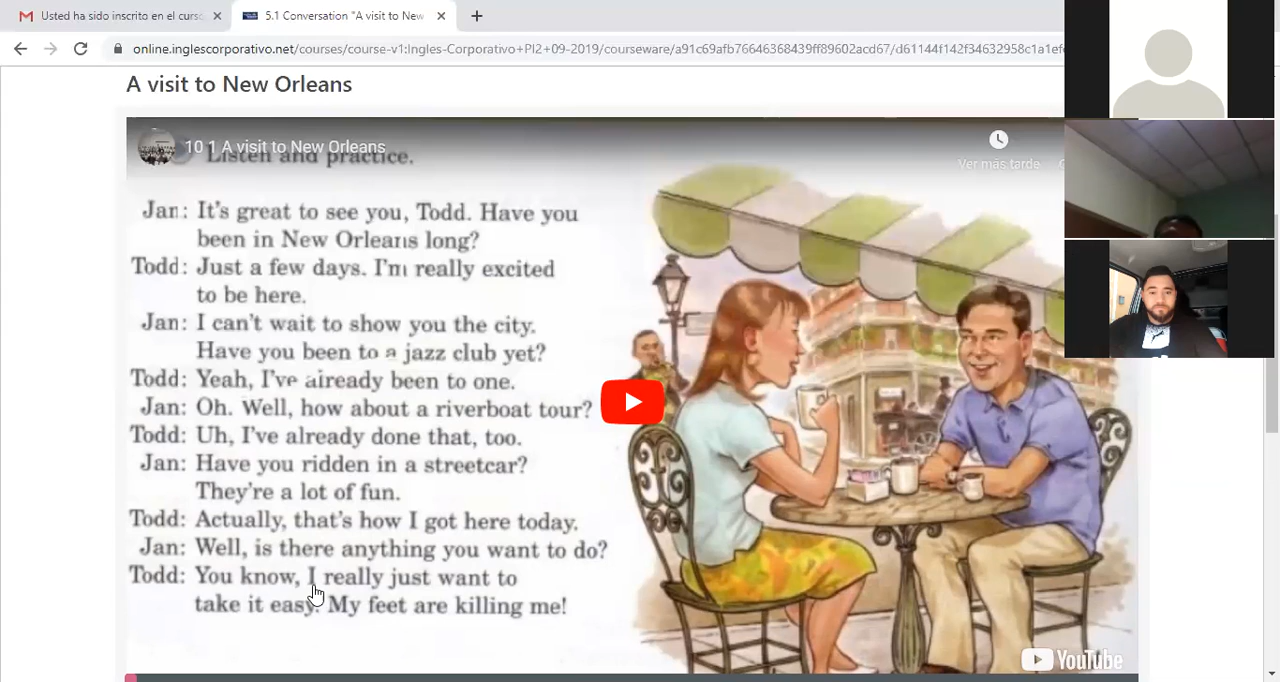 Usted ha sido inscrito en el curso
5.1 Conversation "A visit to New
online.inglescorporativo.net/courses/course-v1:Ingles-Corporativo+PI2+09-2019/courseware/a91c69afb76646368439ff89602acd67/d61144f142f34632958c1a1ef
A visit to New Orleans
10 1 A visit to New Orleans
Listen and practice.
Ver más tarde
Jan: It's great to see you, Todd. Have you
been in New Orleans long?
Todd: Just a few days. I'm really excited
to be here.
Jan: I can't wait to show you the city.
Have you been to a jazz club yet?
Todd: Yeah, I've already been to one.
Jan: Oh. Well, how about a riverboat tour?
Todd: Uh, I've already done that, too.
Jan: Have you ridden in a streetcar?
They're a lot of fun.
Todd: Actually, that's how I got here today.
Jan: Well, is there anything you want to do?
Todd: You know, I really just want to
take it easy. My feet are killing me!
YouTube